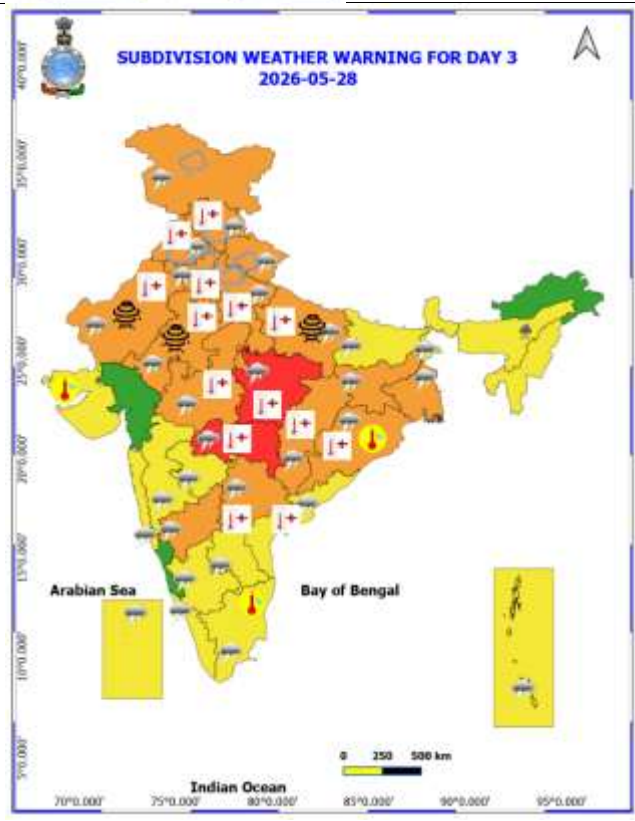 SUBDIVISION WEATHER WARNING FOR DAY 3
2026-05-28
40°0.000'
35°0.000'
30°0.000'
25°0.000'
20°0.000'
15°0.000'
10°0.000'
5°0.000'
Arabian Sea
Bay of Bengal
0 250 500 km
Indian Ocean
70°0.000' 75°0.000' 80°0.000' 85°0.000' 90°0.000' 95°0.000'